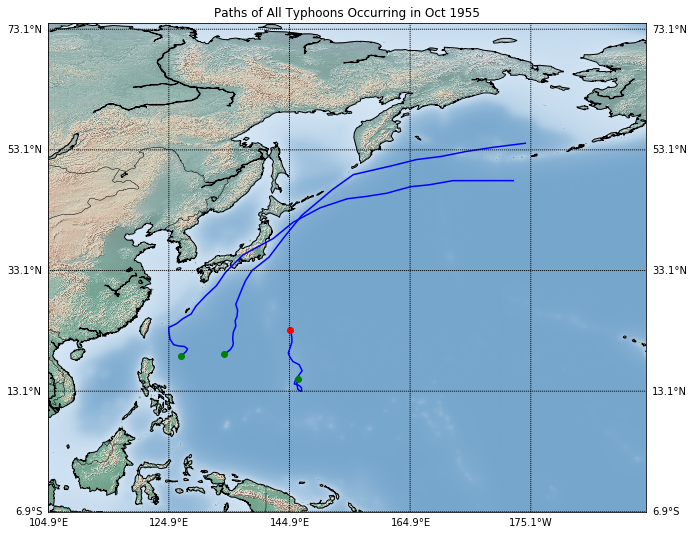 Paths of All Typhoons Occurring in Oct 1955
73.1°N 73.1°N
53.1°N 53.1°N
33.1°N 33.1°N
13.1°N 13.1°N
6.9°S 6.9°S
104.9°E 124.9°E 144.9°E 164.9°E 175.1°W